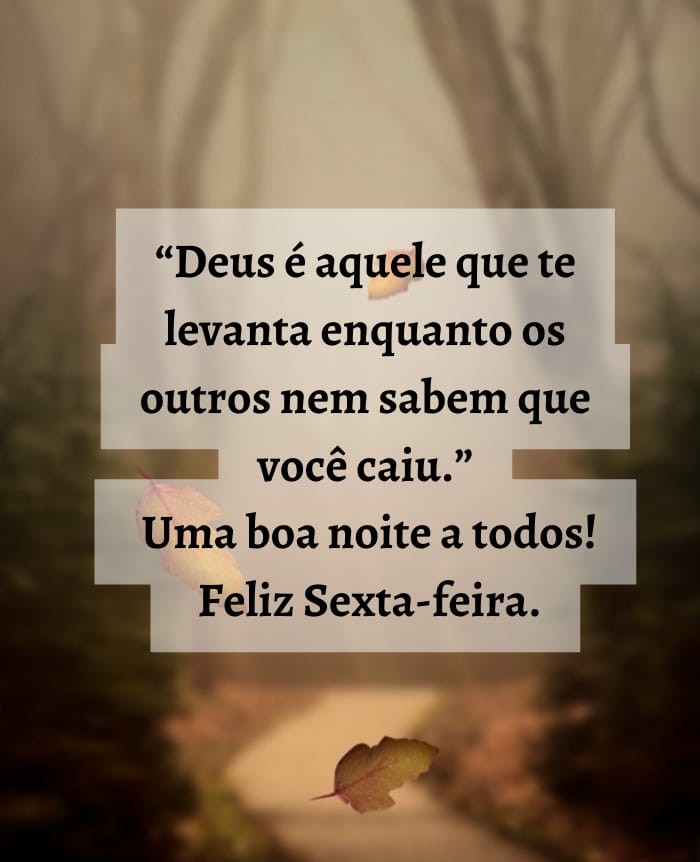 “Deus é aquele que te
levanta enquanto os
outros nem sabem que
você caiu.”
Uma boa noite a todos!
Feliz Sexta-feira.